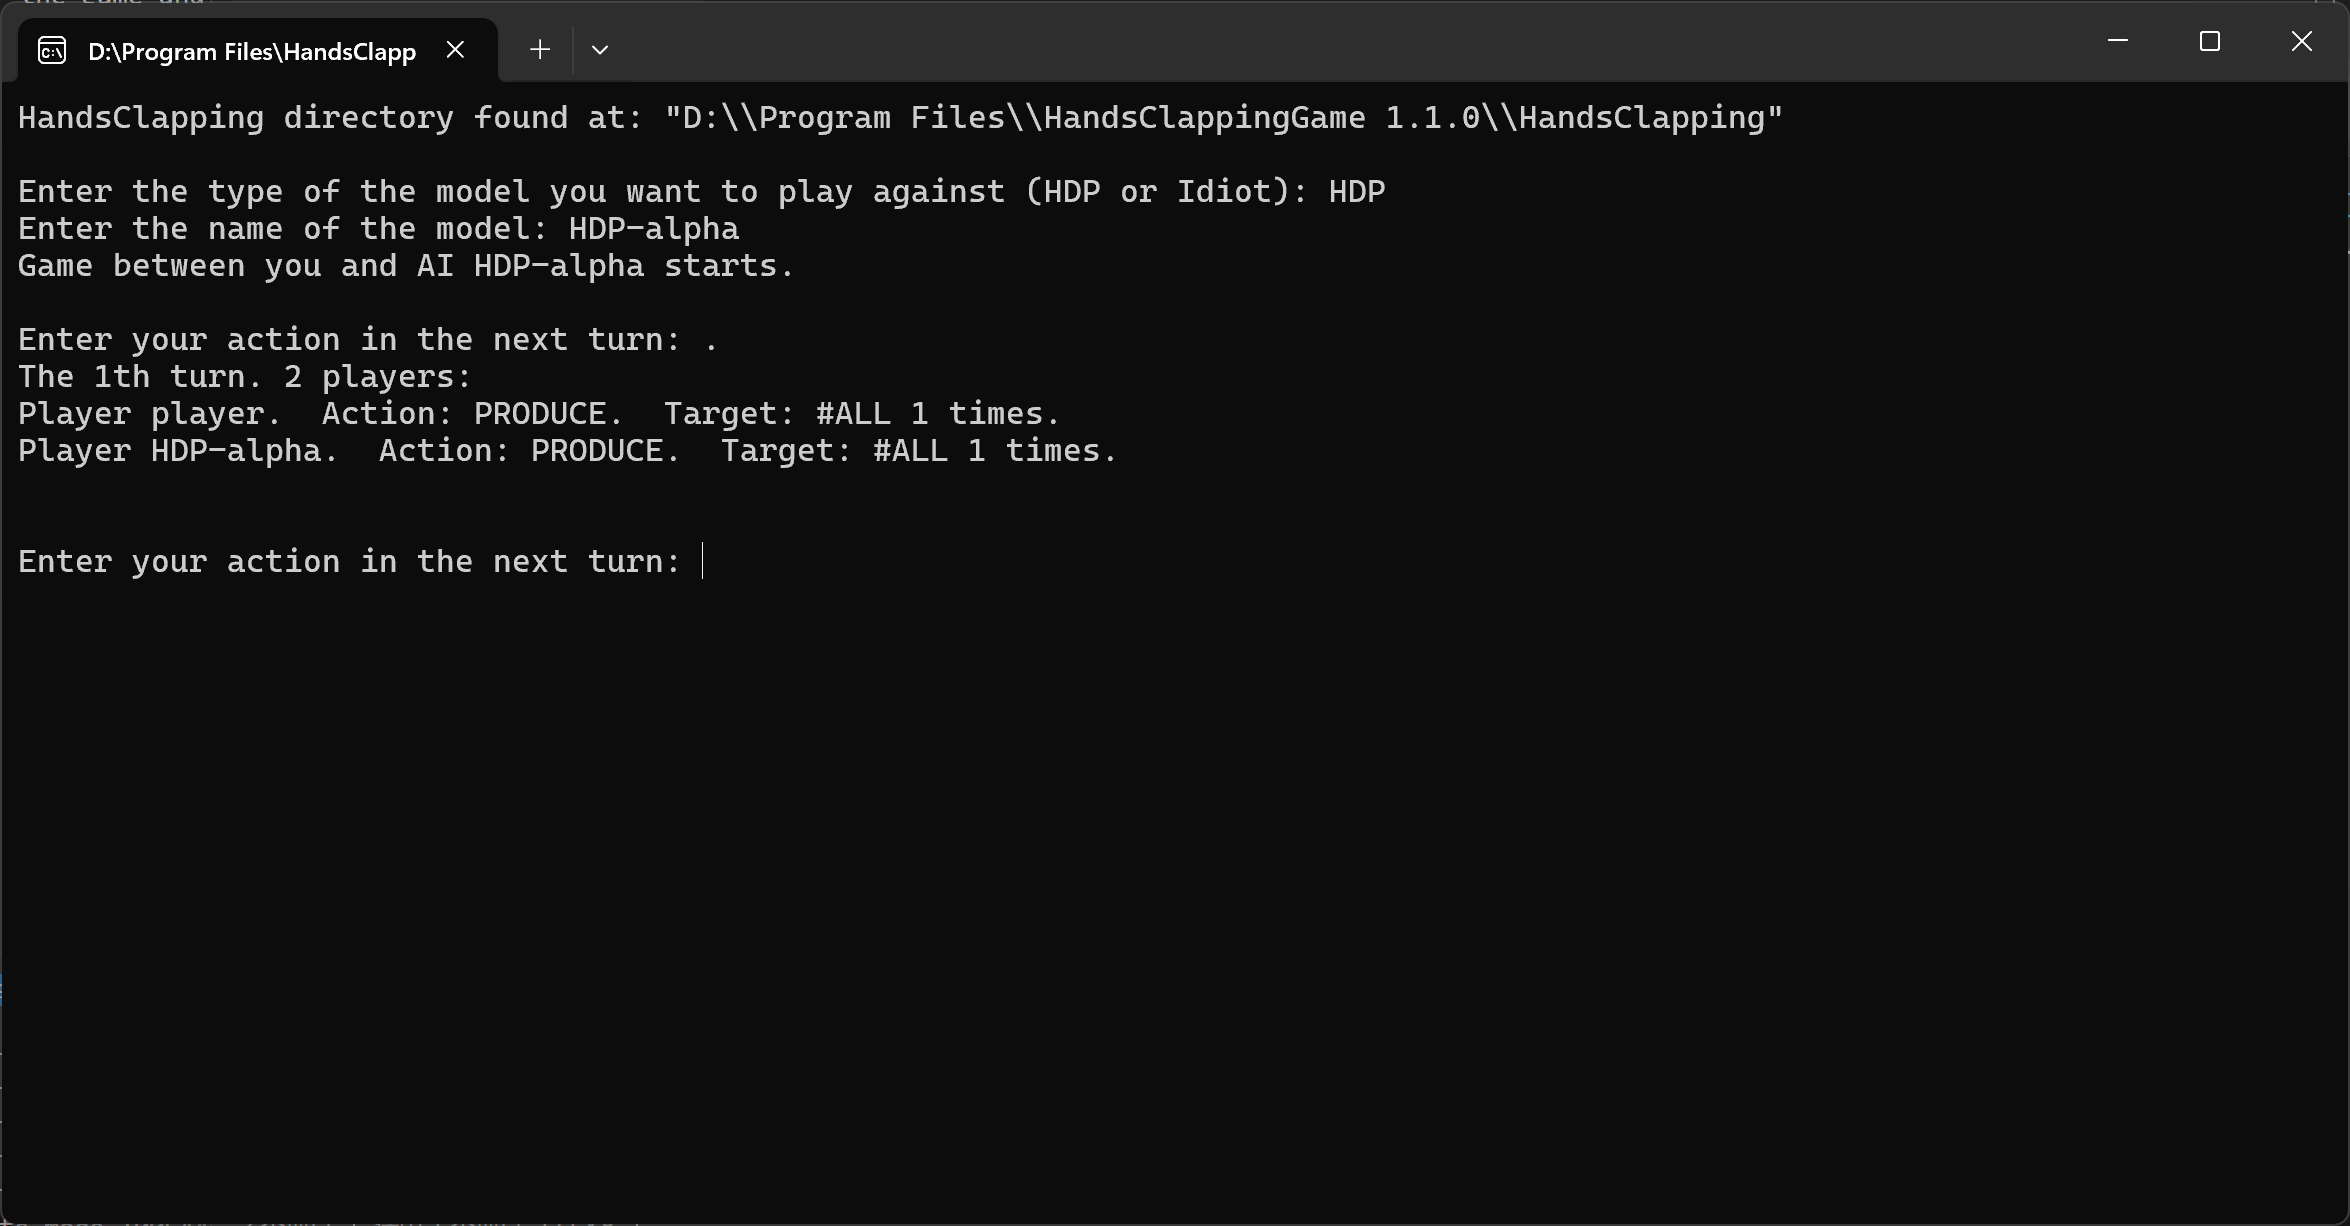 D:\Program Files\HandsClapp
HandsClapping directory found at: "D:\\Program Files\\HandsClappingGame 1.1.0\\HandsClapping"
Enter the type of the model you want to play against (HDP or Idiot): HDP
Enter the name of the model: HDP-alpha
Game between you and AI HDP-alpha starts.
Enter your action in the next turn: .
The 1th turn. 2 players:
Player player.  Action: PRODUCE.  Target: #ALL 1 times.
Player HDP-alpha.  Action: PRODUCE.  Target: #ALL 1 times.
Enter your action in the next turn: